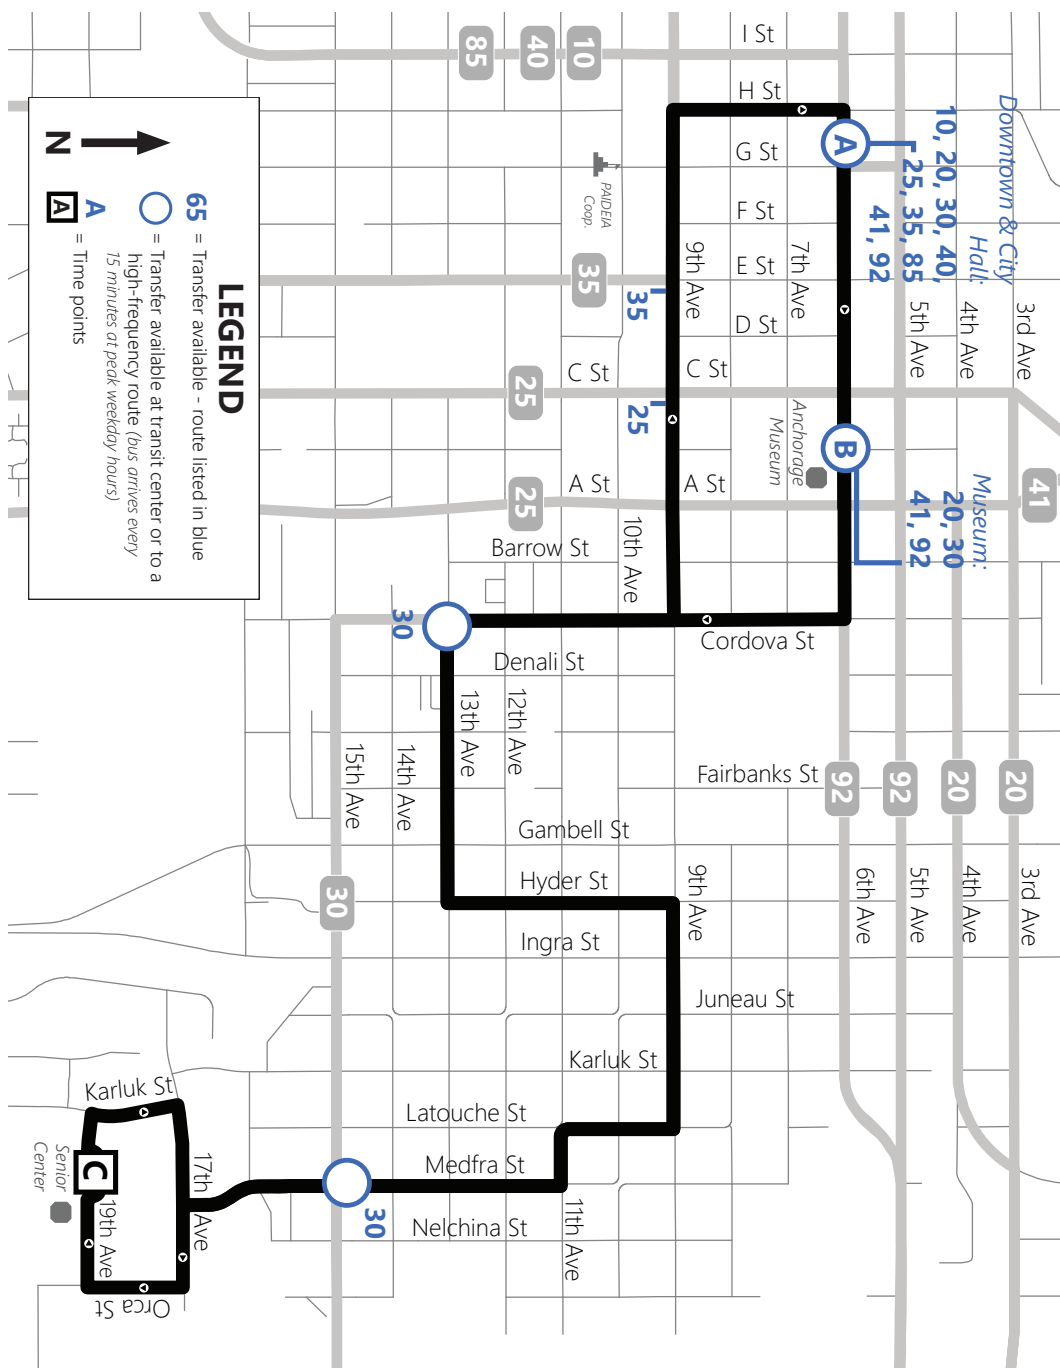 I St
85
40
10
H St
G St
F St
E St
D St
C St
C St
A St
A St
Barrow St
Cordova St
Denali St
Fairbanks St
Gambell St
Hyder St
Ingra St
Juneau St
Karluk St
Latouche St
Medfra St
Nelchina St
Karluk St
Downtown & City
Hall:
10, 20, 30, 40,
25, 35, 85
41, 92
A
B
Museum:
20, 30
41, 92
41
3rd Ave
4th Ave
5th Ave
7th Ave
9th Ave
PAIDEIA
Coop.
35
35
25
25
25
Anchorage
Museum
10th Ave
30
12th Ave
13th Ave
14th Ave
15th Ave
92
92
20
20
3rd Ave
4th Ave
5th Ave
6th Ave
9th Ave
30
30
11th Ave
17th Ave
19th Ave
Orca St
C
Senior
Center
LEGEND
65 = Transfer available - route listed in blue
= Transfer available at transit center or to a
high-frequency route (bus arrives every
15 minutes at peak weekday hours)
A
A = Time points
N